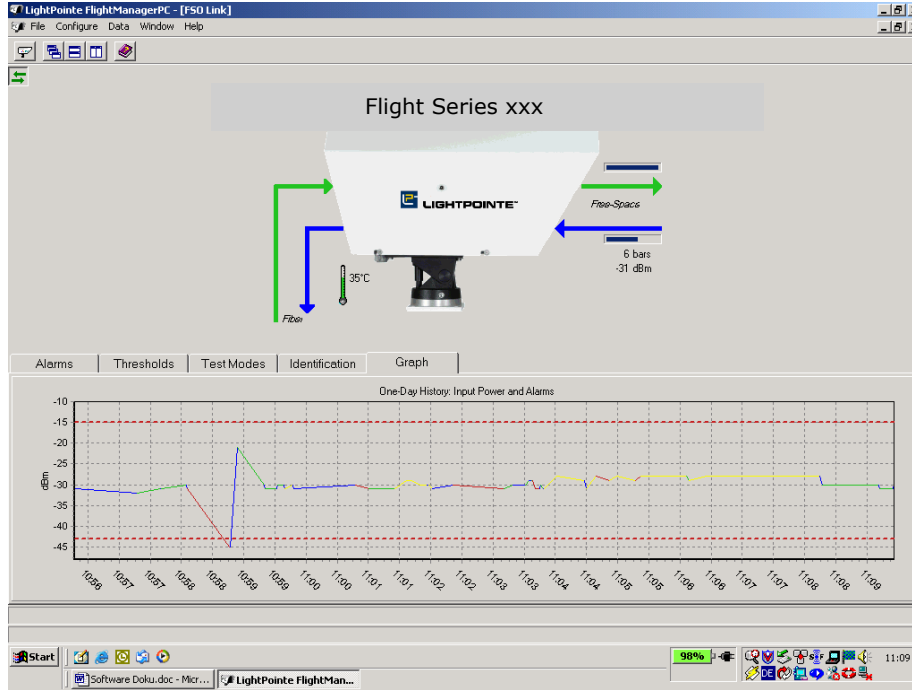 LightPointe FlightManagerPC - [FSO Link]
File Configure Data Window Help
Flight Series xxx
LIGHTPOINTE™
Free-Space
6 bars
-31 dBm
35°C
Fiber
Alarms Thresholds Test Modes Identification Graph
One-Day History: Input Power and Alarms
dBm
-10
-15
-20
-25
-30
-35
-40
-45
10:56 10:57 10:57 10:58 10:58 10:59 10:59 11:00 11:00 11:01 11:01 11:02 11:02 11:03 11:03 11:04 11:04 11:05 11:05 11:06 11:06 11:07 11:07 11:08 11:08 11:09
Start 98% DE 11:09
Software Doku.doc - Micr... LightPointe FlightMan...